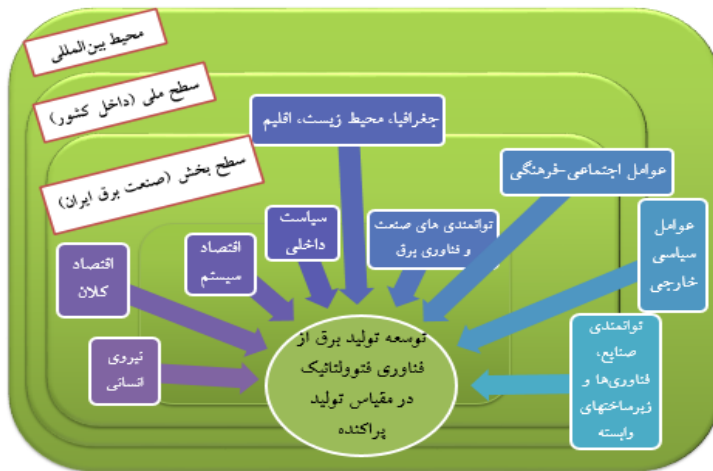 محیط بین‌المللی
سطح ملی (داخل کشور)
سطح بخش (صنعت برق ایران)
جغرافیا، محیط زیست، اقلیم
عوامل اجتماعی-فرهنگی
عوامل
سیاسی
خارجی
توانمندی های صنعت
و فناوری برق
سیاست
داخلی
اقتصاد
سیستم
اقتصاد
کلان
نیروی
انسانی
توانمندی
صنایع،
فناوری‌ها و
زیرساختهای
وابسته
توسعه تولید برق از
فناوری فتوولتائیک
در مقیاس تولید
پراکنده